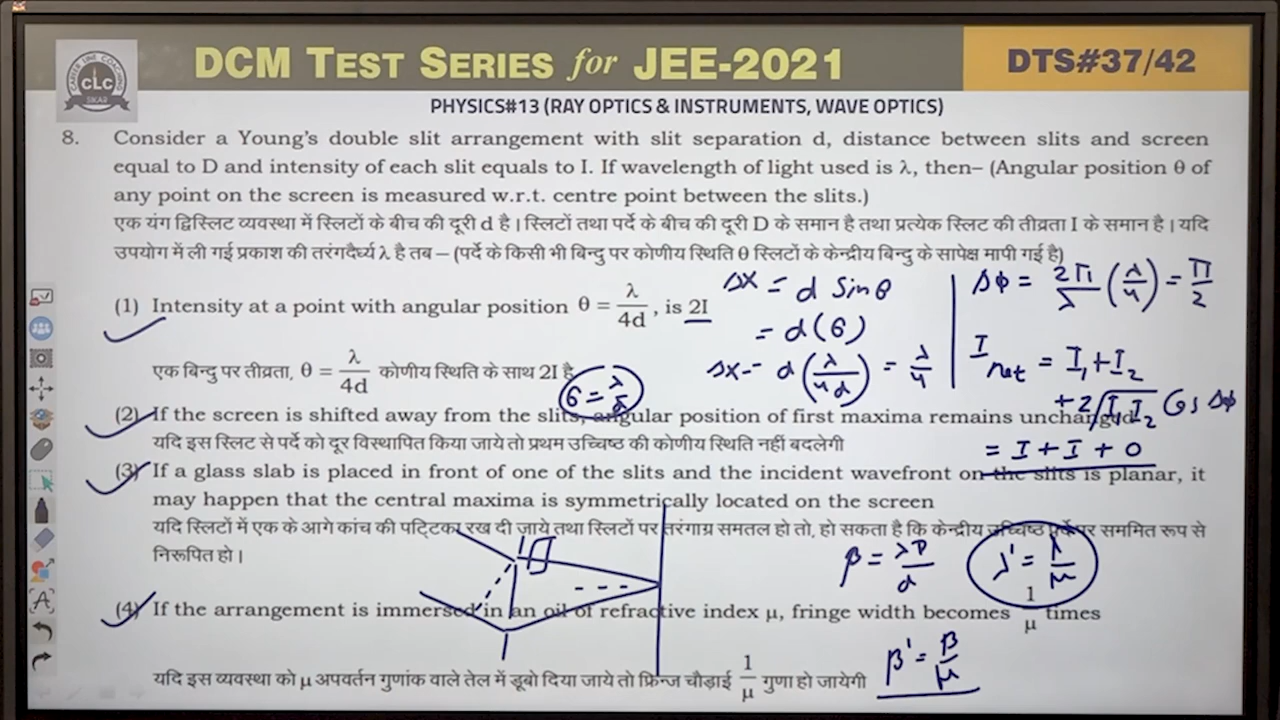 DCM TEST SERIES for JEE-2021
DTS#37/42
CAREER LINE COACHING
CLC
SIKAR
PHYSICS#13 (RAY OPTICS & INSTRUMENTS, WAVE OPTICS)
8. Consider a Young's double slit arrangement with slit separation d, distance between slits and screen
equal to D and intensity of each slit equals to I. If wavelength of light used is λ, then– (Angular position θ of
any point on the screen is measured w.r.t. centre point between the slits.)
एक यंग द्विस्लिट व्यवस्था में स्लिटों के बीच की दूरी d है। स्लिटों तथा पर्दे के बीच की दूरी D के समान है तथा प्रत्येक स्लिट की तीव्रता I के समान है। यदि
उपयोग में ली गई प्रकाश की तरंगदैर्ध्य λ है तब – (पर्दे के किसी भी बिन्दु पर कोणीय स्थिति θ स्लिटों के केन्द्रीय बिन्दु के सापेक्ष मापी गई है)
Δx = d Sinθ
Δφ = 2π/λ (λ/4) = π/2
(1) Intensity at a point with angular position θ = λ/4d, is 2I
= d(θ)
एक बिन्दु पर तीव्रता, θ = λ/4d कोणीय स्थिति के साथ 2I है
Δx = d(λ/4d) = λ/4
I net = I₁+I₂
+2√I₁I₂ Cos Δφ
θ = λ/d
(2) If the screen is shifted away from the slits, angular position of first maxima remains unchanged
यदि इस स्लिट से पर्दे को दूर विस्थापित किया जाये तो प्रथम उच्चिष्ठ की कोणीय स्थिति नहीं बदलेगी
= I + I + 0
(3) If a glass slab is placed in front of one of the slits and the incident wavefront on the slits is planar, it
may happen that the central maxima is symmetrically located on the screen
यदि स्लिटों में एक के आगे कांच की पट्टिका रख दी जाये तथा स्लिटों पर तरंगाग्र समतल हो तो, हो सकता है कि केन्द्रीय उच्चिष्ठ पर्दे पर सममित रूप से
निरूपित हो।
β = λD/d
λ' = λ/μ
(4) If the arrangement is immersed in an oil of refractive index μ, fringe width becomes 1/μ times
β' = β/μ
यदि इस व्यवस्था को μ अपवर्तन गुणांक वाले तेल में डूबो दिया जाये तो फ्रिन्ज चौड़ाई 1/μ गुणा हो जायेगी